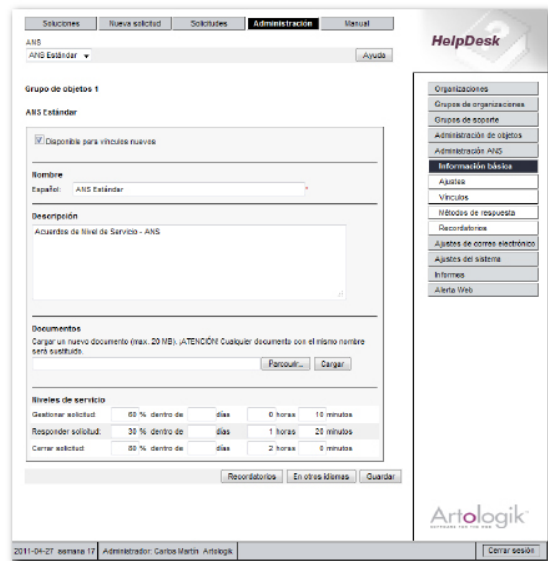 Soluciones Nueva solicitud Solicitudes Administración Manual
ANS
ANS Estándar Ayuda
Grupo de objetos 1
ANS Estándar
Disponible para vínculos nuevos
Nombre
Español: ANS Estándar *
Descripción
Acuerdos de Nivel de Servicio - ANS
Documentos
Cargar un nuevo documento (max. 20 MB). ¡ATENCIÓN! Cualquier documento con el mismo nombre
será sustituido.
Parcourir... Cargar
Niveles de servicio
Gestionar solicitud: 60 % dentro de días 0 horas 10 minutos
Responder solicitud: 30 % dentro de días 1 horas 20 minutos
Cerrar solicitud: 80 % dentro de días 2 horas 0 minutos
Recordatorios En otros idiomas Guardar
HelpDesk
Organizaciones
Grupos de organizaciones
Grupos de soporte
Administración de objetos
Administración ANS
Información básica
Ajustes
Vínculos
Métodos de respuesta
Recordatorios
Ajustes de correo electrónico
Ajustes del sistema
Informes
Alerta Web
Artologik
SOFTWARE FOR THE WEB
2011-04-27 semana 17 Administrador: Carlos Martín Artologik Cerrar sesión